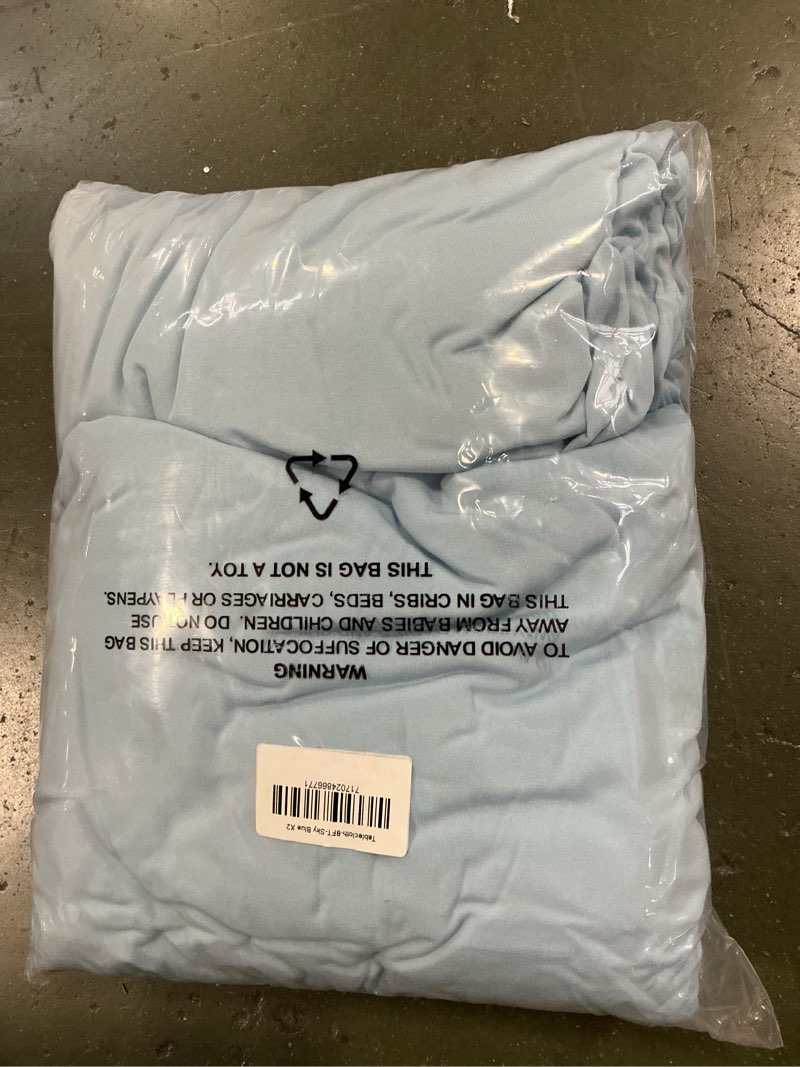 WARNING
TO AVOID DANGER OF SUFFOCATION, KEEP THIS BAG
AWAY FROM BABIES AND CHILDREN. DO NOT USE
THIS BAG IN CRIBS, BEDS, CARRIAGES OR PLAYPENS.
THIS BAG IS NOT A TOY.
Tablecloth-8FT-Sky Blue X2
717024866771